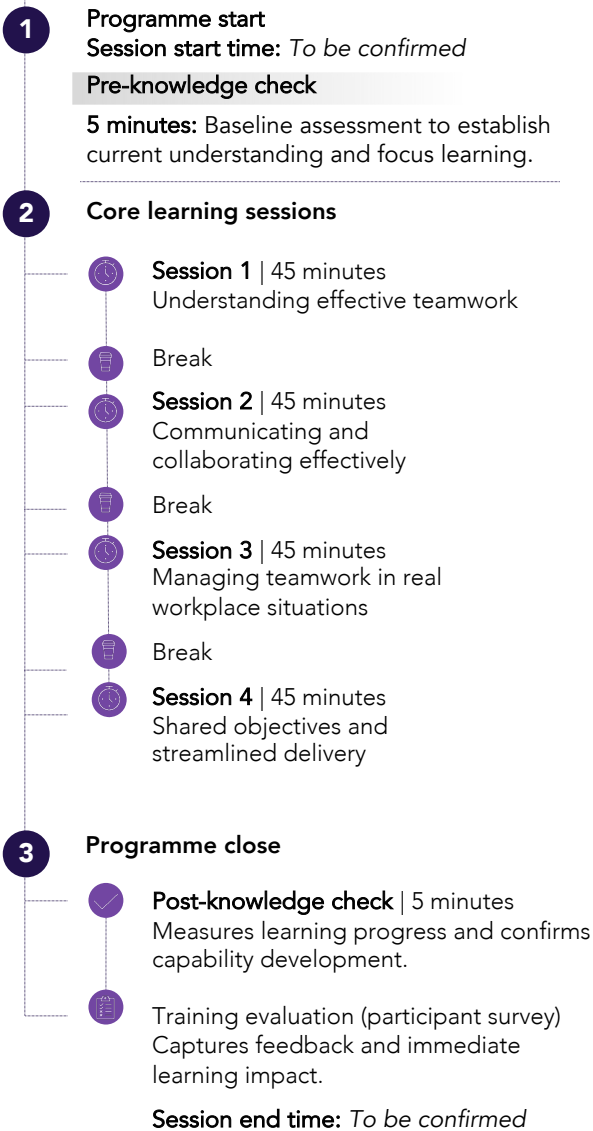 1
Programme start
Session start time: To be confirmed
Pre-knowledge check
5 minutes: Baseline assessment to establish
current understanding and focus learning.
2
Core learning sessions
Session 1 | 45 minutes
Understanding effective teamwork
Break
Session 2 | 45 minutes
Communicating and
collaborating effectively
Break
Session 3 | 45 minutes
Managing teamwork in real
workplace situations
Break
Session 4 | 45 minutes
Shared objectives and
streamlined delivery
3
Programme close
Post-knowledge check | 5 minutes
Measures learning progress and confirms
capability development.
Training evaluation (participant survey)
Captures feedback and immediate
learning impact.
Session end time: To be confirmed